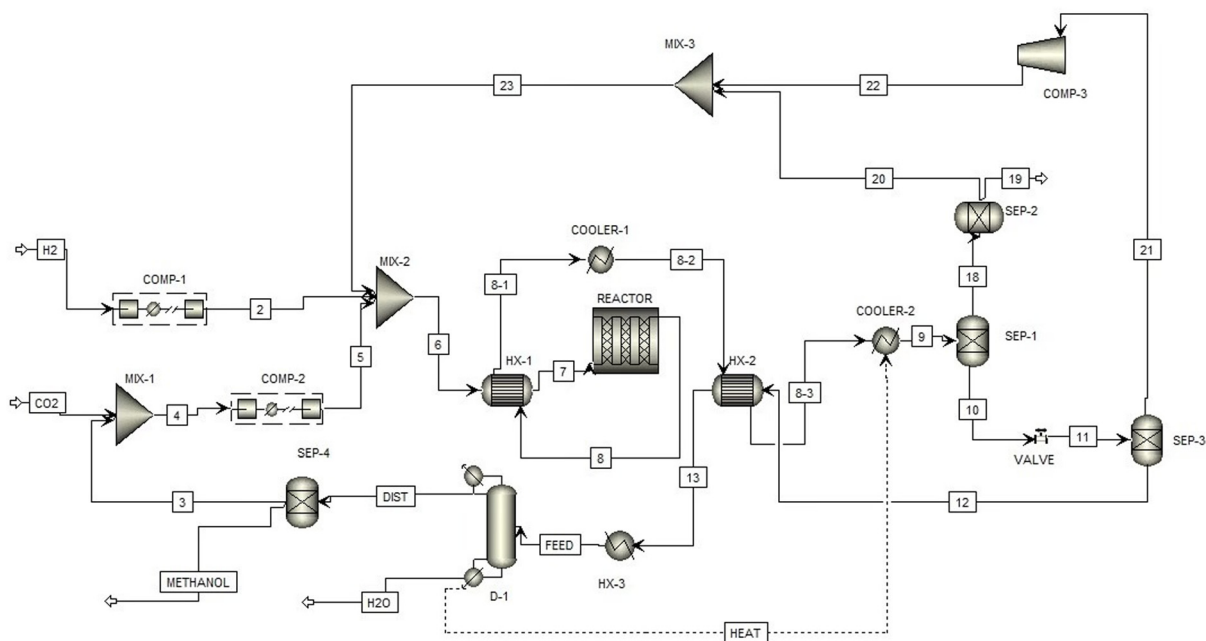 MIX-3
23
22
COMP-3
20
19
SEP-2
H2
COMP-1
2
MIX-2
COOLER-1
8-1
8-2
21
18
REACTOR
COOLER-2
9
SEP-1
6
5
HX-1
7
HX-2
8-3
MIX-1
COMP-2
CO2
4
10
11
SEP-3
VALVE
SEP-4
8
13
3
DIST
12
FEED
METHANOL
H2O
D-1
HX-3
HEAT